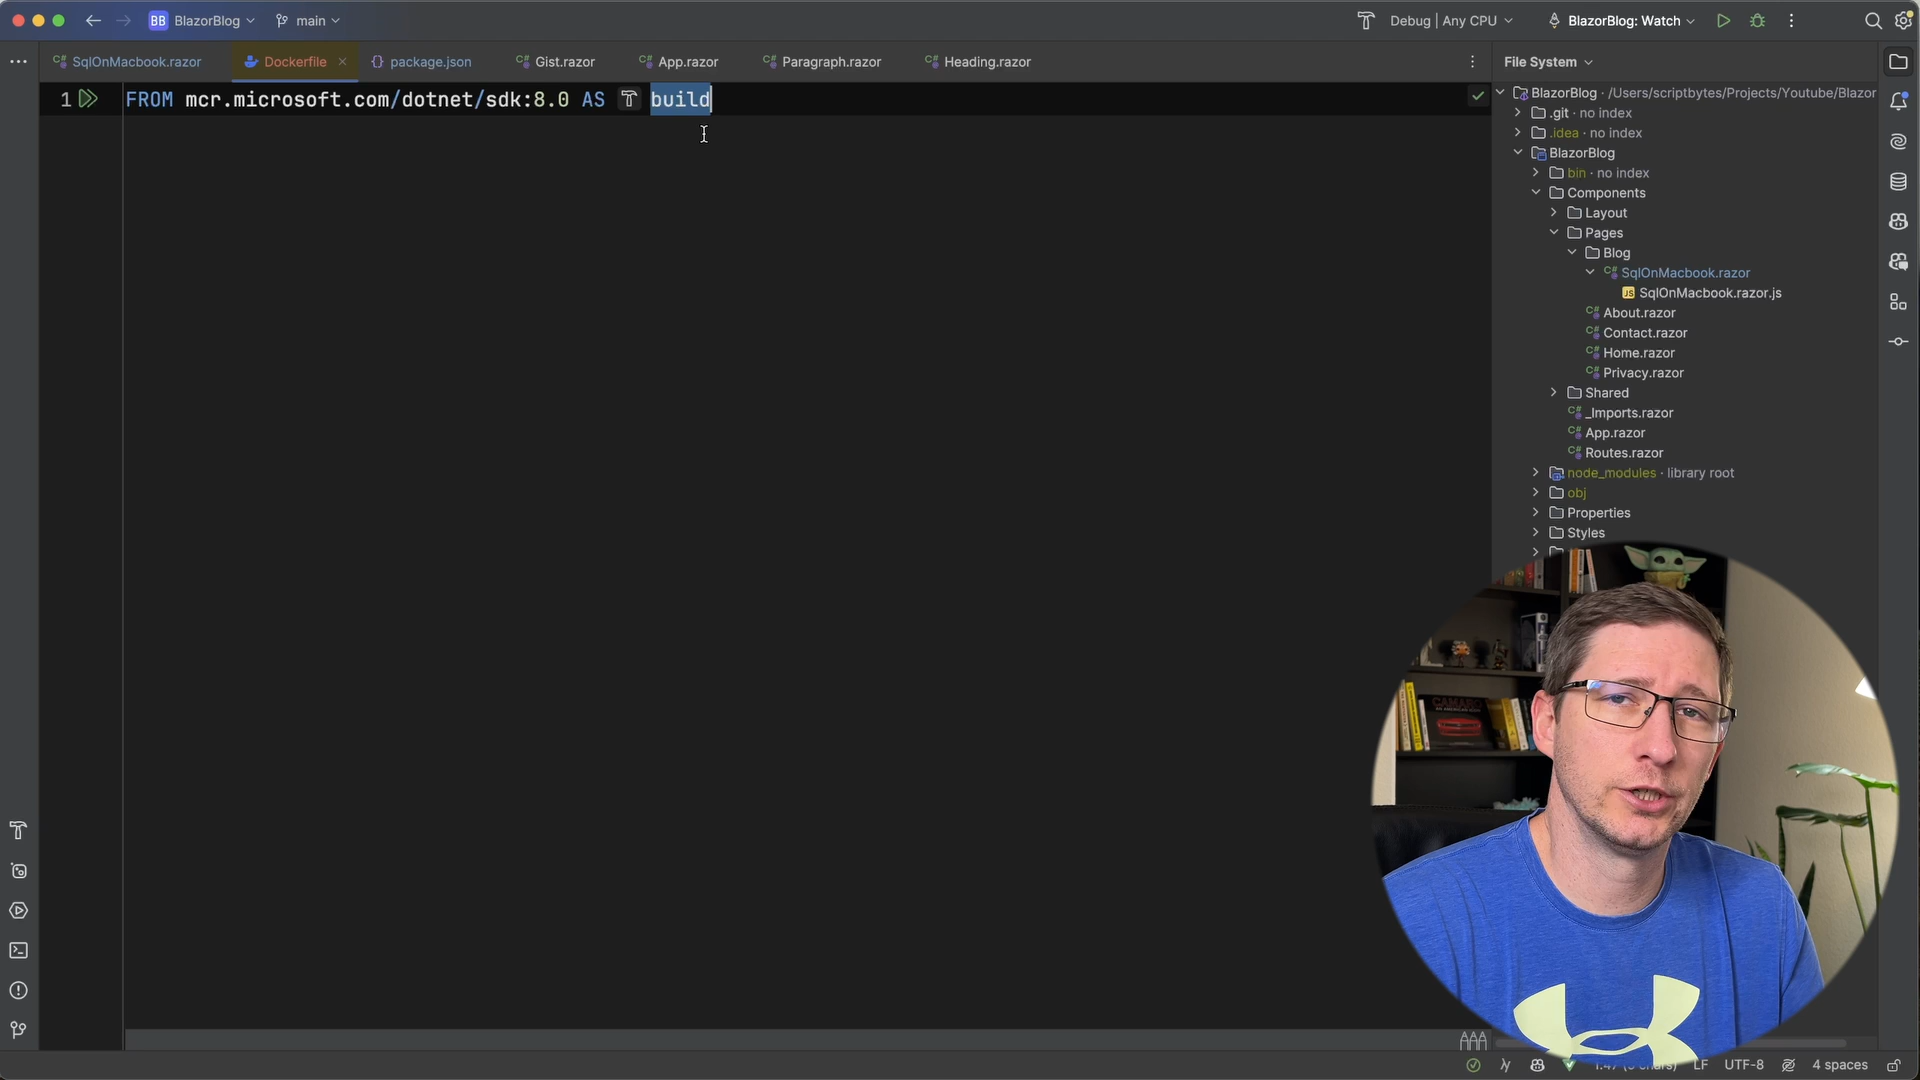 BB BlazorBlog main Debug | Any CPU BlazorBlog: Watch
SqlOnMacbook.razor Dockerfile package.json Gist.razor App.razor Paragraph.razor Heading.razor File System
1 FROM mcr.microsoft.com/dotnet/sdk:8.0 AS build
BlazorBlog · /Users/scriptbytes/Projects/Youtube/Blazor
.git · no index
.idea · no index
BlazorBlog
bin · no index
Components
Layout
Pages
Blog
SqlOnMacbook.razor
JS SqlOnMacbook.razor.js
About.razor
Contact.razor
Home.razor
Privacy.razor
Shared
_Imports.razor
App.razor
Routes.razor
node_modules · library root
obj
Properties
Styles
CAMARO
LF UTF-8 4 spaces